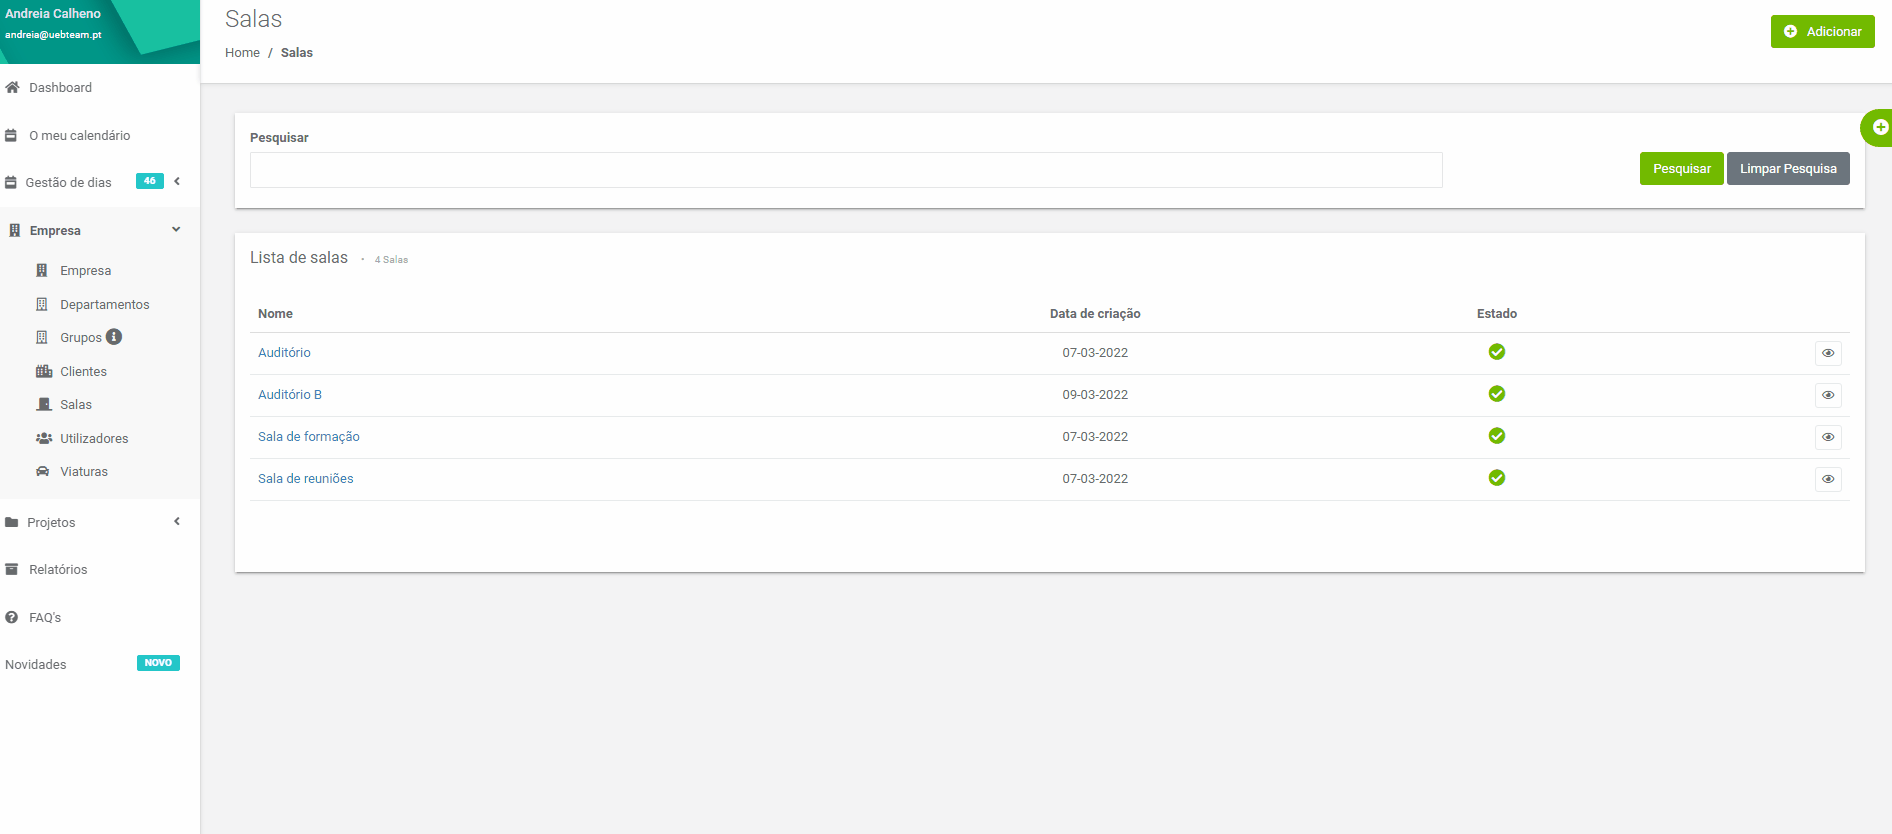 Andreia Calheno
andreia@uebteam.pt
Dashboard
O meu calendário
Gestão de dias 46
Empresa
Empresa
Departamentos
Grupos
Clientes
Salas
Utilizadores
Viaturas
Projetos
Relatórios
FAQ's
Novidades NOVO
Salas
Home / Salas
Adicionar
Pesquisar
Pesquisar Limpar Pesquisa
Lista de salas - 4 Salas
Nome Data de criação Estado
Auditório 07-03-2022
Auditório B 09-03-2022
Sala de formação 07-03-2022
Sala de reuniões 07-03-2022